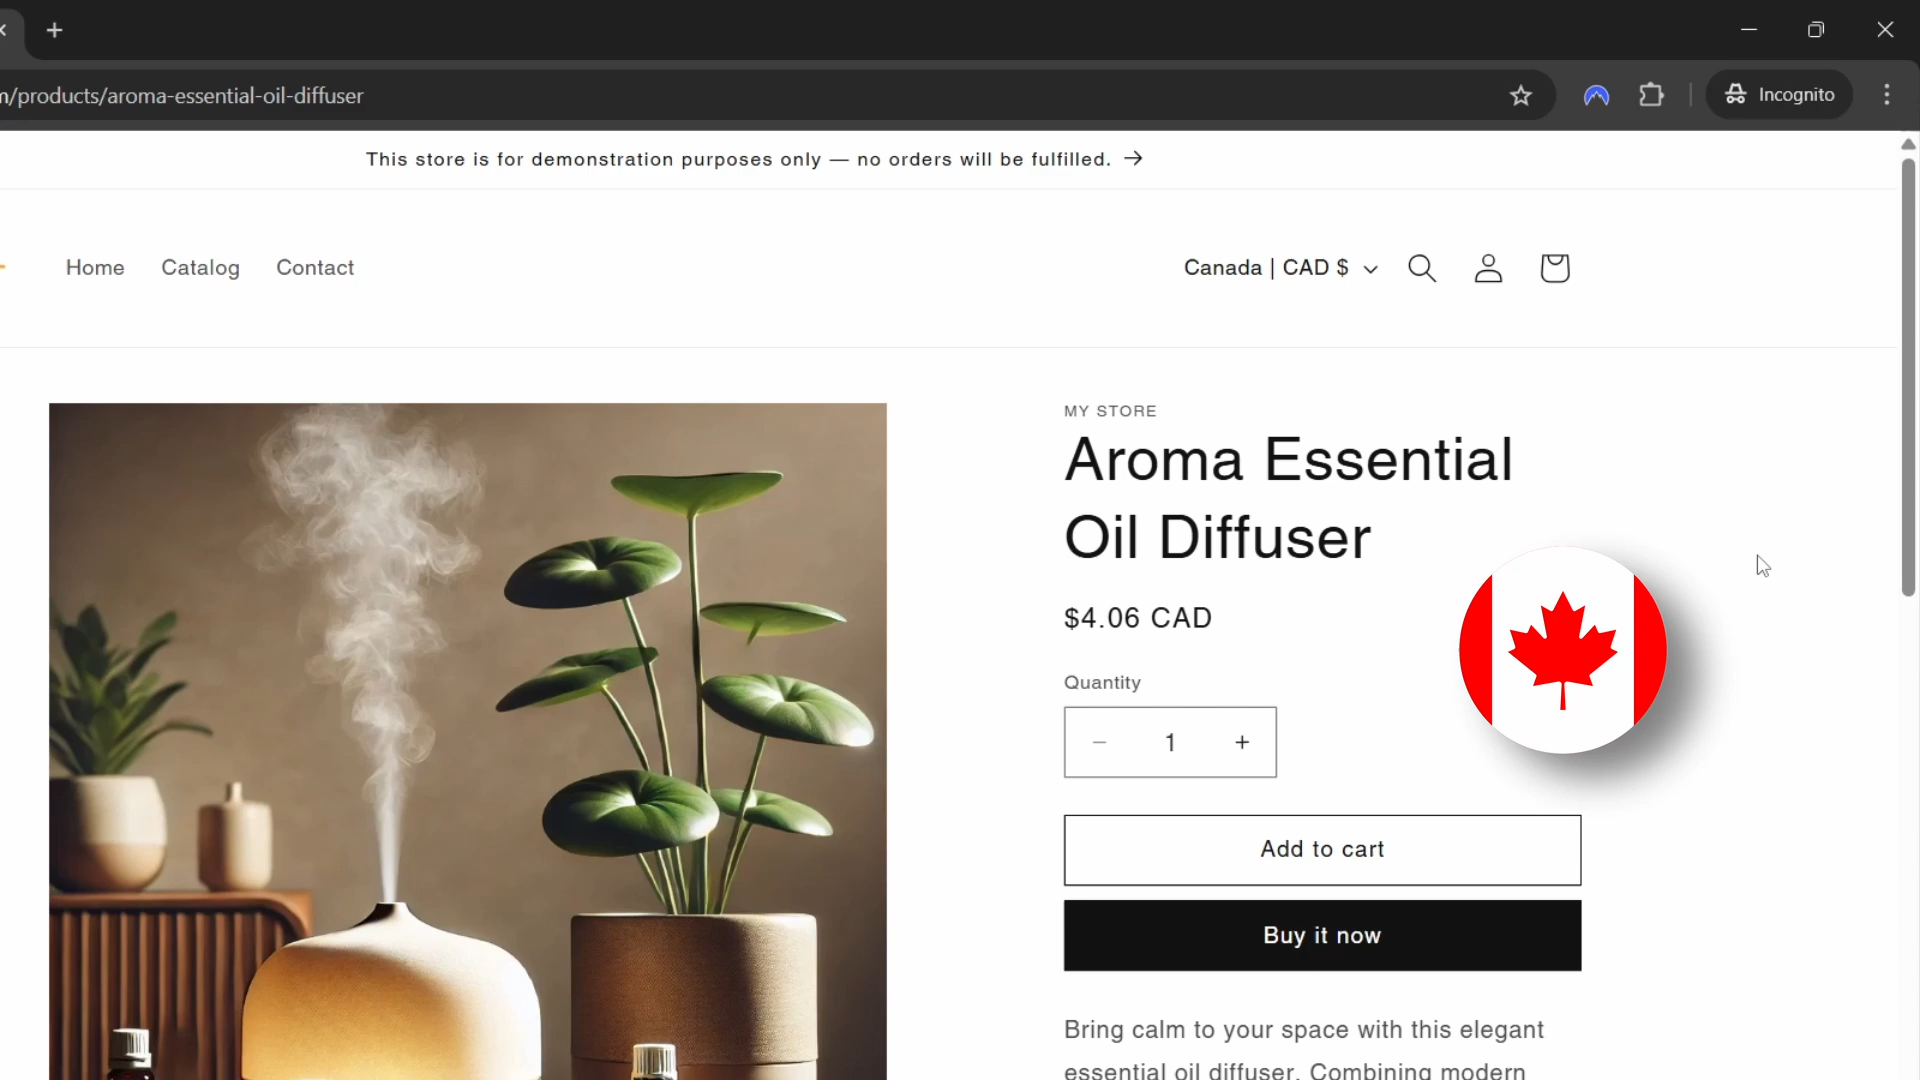 m/products/aroma-essential-oil-diffuser
Incognito
This store is for demonstration purposes only — no orders will be fulfilled. →
Home
Catalog
Contact
Canada | CAD $
MY STORE
Aroma Essential
Oil Diffuser
$4.06 CAD
Quantity
− 1 +
Add to cart
Buy it now
Bring calm to your space with this elegant
essential oil diffuser. Combining modern